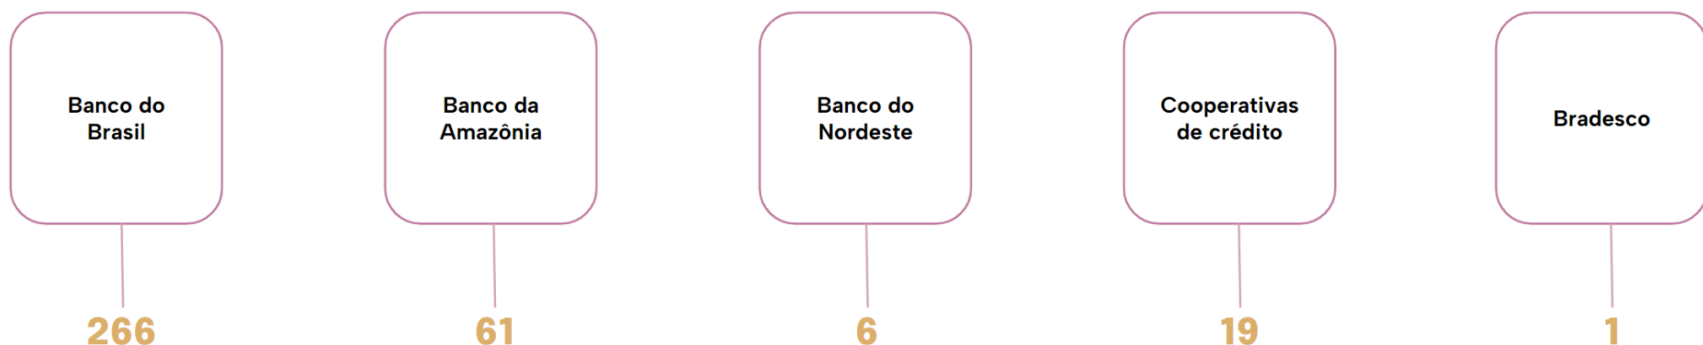 Banco do
Brasil
Banco da
Amazônia
Banco do
Nordeste
Cooperativas
de crédito
Bradesco
266
61
6
19
1